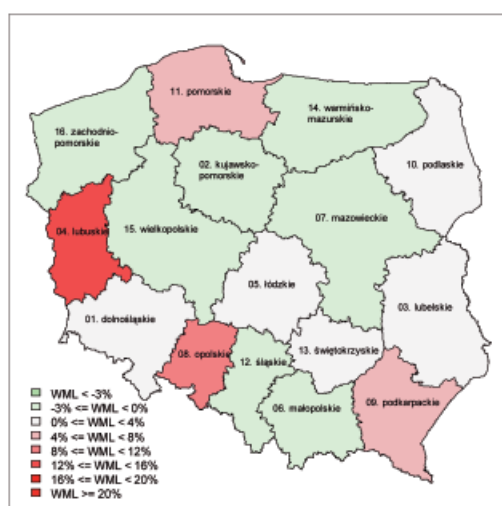 11. pomorskie
14. warmińsko-
mazurskie
16. zachodnio-
pomorskie
02. kujawsko-
pomorskie
10. podlaskie
04. lubuskie
15. wielkopolskie
07. mazowieckie
05. łódzkie
03. lubelskie
01. dolnośląskie
08. opolskie
12. śląskie
13. świętokrzyskie
06. małopolskie
09. podkarpackie
WML < -3%
-3% <= WML < 0%
0% <= WML < 4%
4% <= WML < 8%
8% <= WML < 12%
12% <= WML < 16%
16% <= WML < 20%
WML >= 20%